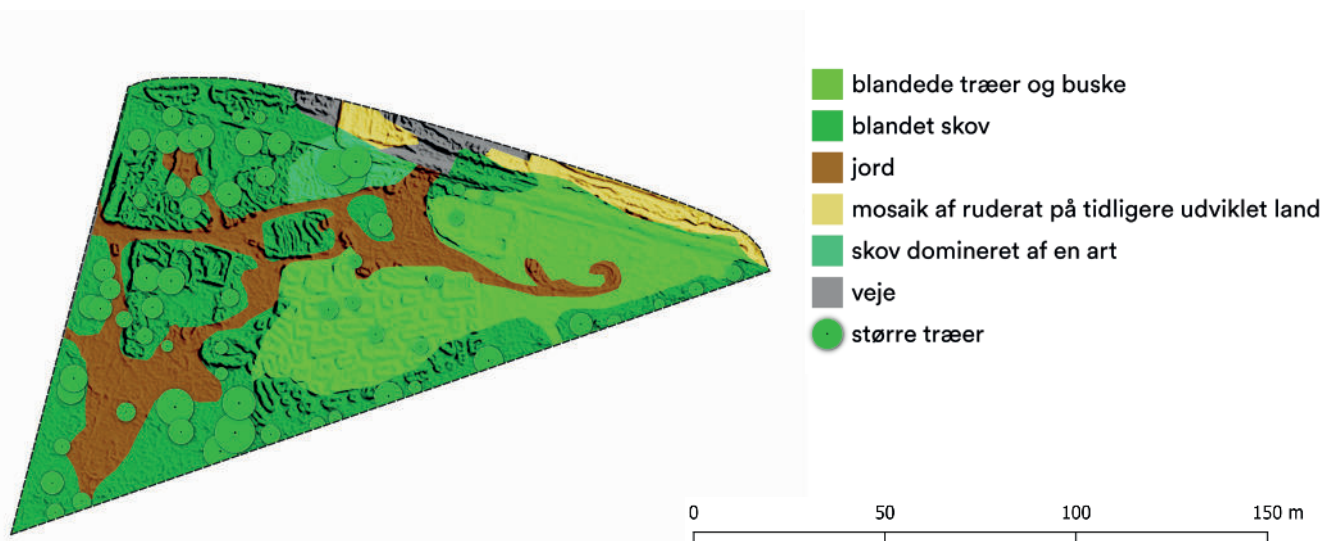 blandede træer og buske
blandet skov
jord
mosaik af ruderat på tidligere udviklet land
skov domineret af en art
veje
større træer
0 50 100 150 m